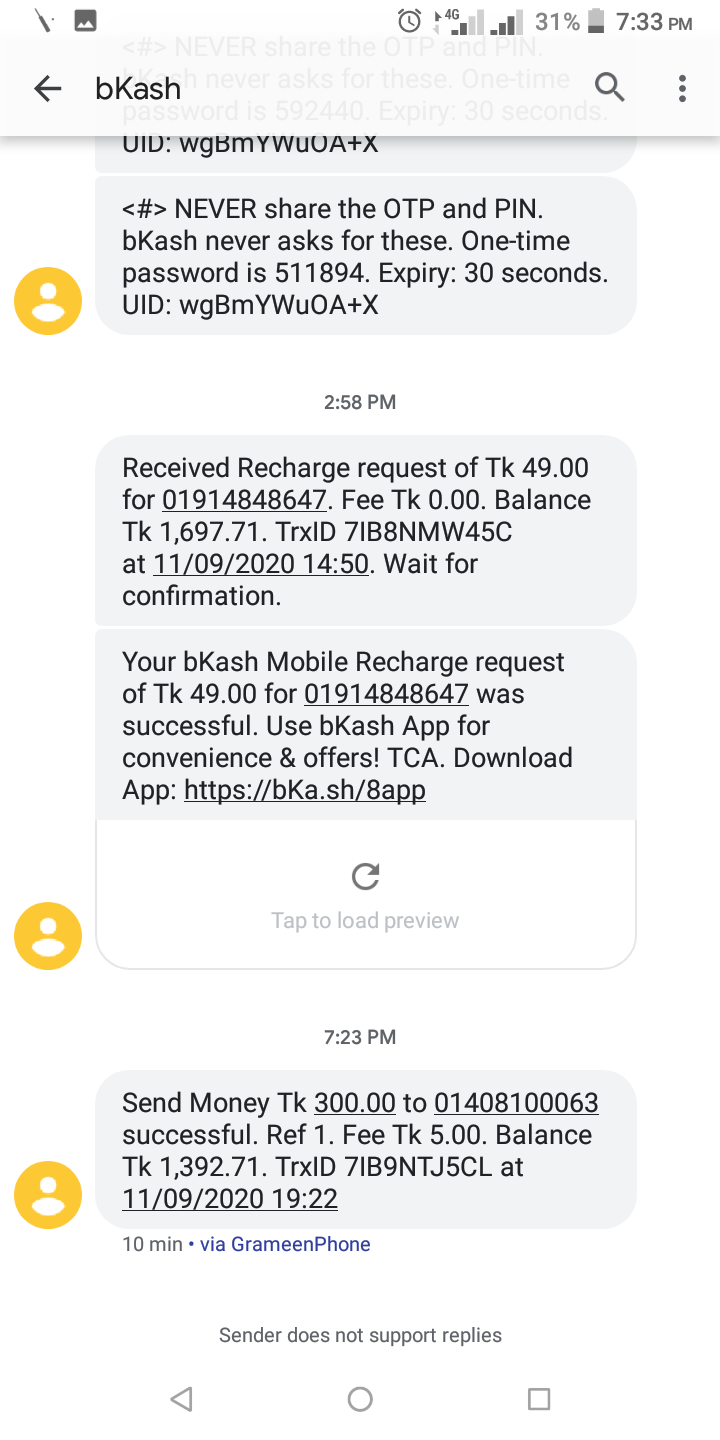 4G 31% 7:33 PM
<#> NEVER share the OTP and PIN.
bKash never asks for these. One-time
bKash
password is 592440. Expiry: 30 seconds.
UID: wgBmYWuOA+X
<#> NEVER share the OTP and PIN.
bKash never asks for these. One-time
password is 511894. Expiry: 30 seconds.
UID: wgBmYWuOA+X
2:58 PM
Received Recharge request of Tk 49.00
for 01914848647. Fee Tk 0.00. Balance
Tk 1,697.71. TrxID 7IB8NMW45C
at 11/09/2020 14:50. Wait for
confirmation.
Your bKash Mobile Recharge request
of Tk 49.00 for 01914848647 was
successful. Use bKash App for
convenience & offers! TCA. Download
App: https://bKa.sh/8app
Tap to load preview
7:23 PM
Send Money Tk 300.00 to 01408100063
successful. Ref 1. Fee Tk 5.00. Balance
Tk 1,392.71. TrxID 7IB9NTJ5CL at
11/09/2020 19:22
10 min • via GrameenPhone
Sender does not support replies